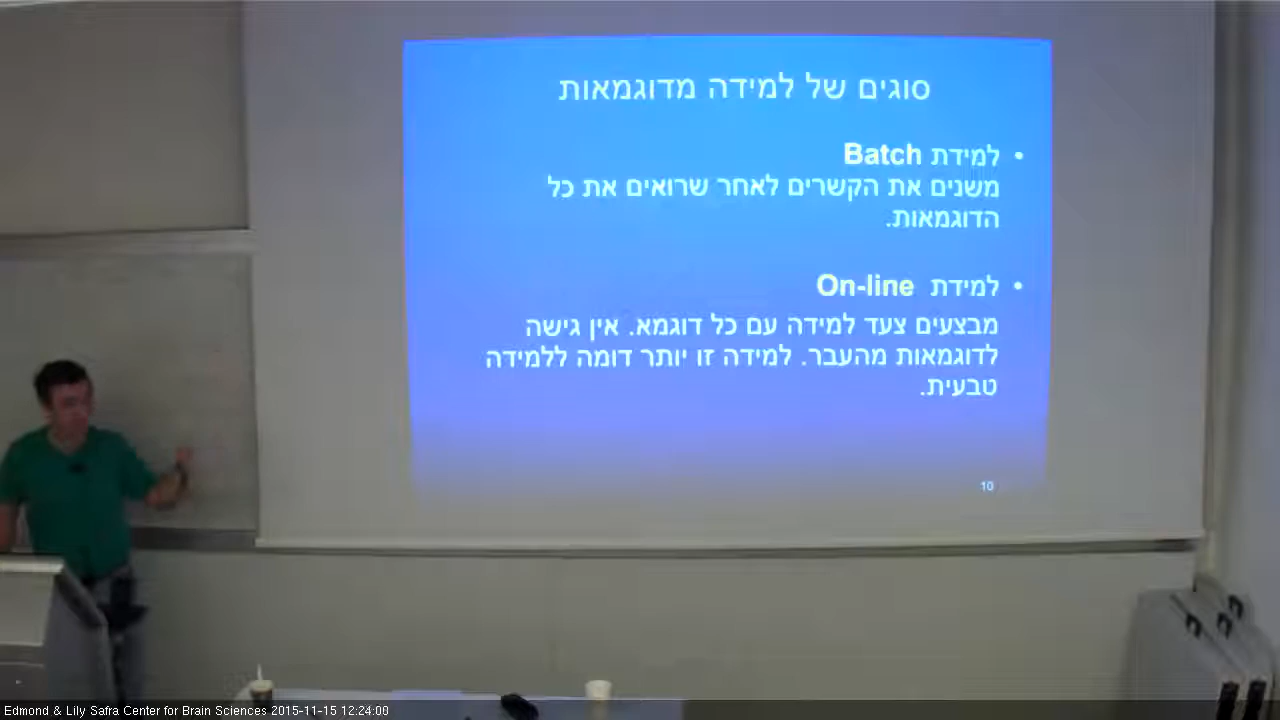 סוגים של למידה מדוגמאות
• למידת Batch
משנים את הקשרים לאחר שרואים את כל
הדוגמאות.
• למידת On-line
מבצעים צעד למידה עם כל דוגמא. אין גישה
לדוגמאות מהעבר. למידה זו יותר דומה ללמידה
טבעית.
10
Edmond & Lily Safra Center for Brain Sciences 2015-11-15 12:24:00